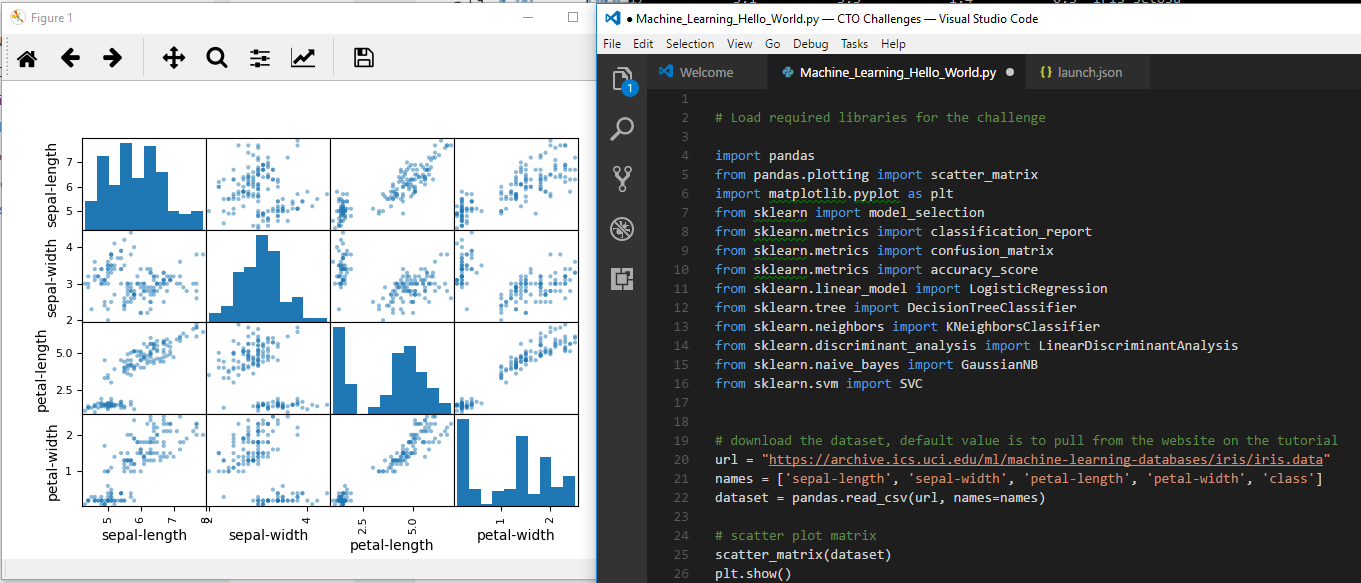 Figure 1
sepal-length
7
6
5
sepal-width
4
3
2
petal-length
5.0
2.5
petal-width
2
1
5
6
7
8
2
4
2.5
5.0
1
2
sepal-length
sepal-width
petal-length
petal-width
● Machine_Learning_Hello_World.py — CTO Challenges — Visual Studio Code
File Edit Selection View Go Debug Tasks Help
1
Welcome
Machine_Learning_Hello_World.py
{} launch.json
1
2 # Load required libraries for the challenge
3
4 import pandas
5 from pandas.plotting import scatter_matrix
6 import matplotlib.pyplot as plt
7 from sklearn import model_selection
8 from sklearn.metrics import classification_report
9 from sklearn.metrics import confusion_matrix
10 from sklearn.metrics import accuracy_score
11 from sklearn.linear_model import LogisticRegression
12 from sklearn.tree import DecisionTreeClassifier
13 from sklearn.neighbors import KNeighborsClassifier
14 from sklearn.discriminant_analysis import LinearDiscriminantAnalysis
15 from sklearn.naive_bayes import GaussianNB
16 from sklearn.svm import SVC
17
18
19 # download the dataset, default value is to pull from the website on the tutorial
20 url = "https://archive.ics.uci.edu/ml/machine-learning-databases/iris/iris.data"
21 names = ['sepal-length', 'sepal-width', 'petal-length', 'petal-width', 'class']
22 dataset = pandas.read_csv(url, names=names)
23
24 # scatter plot matrix
25 scatter_matrix(dataset)
26 plt.show()